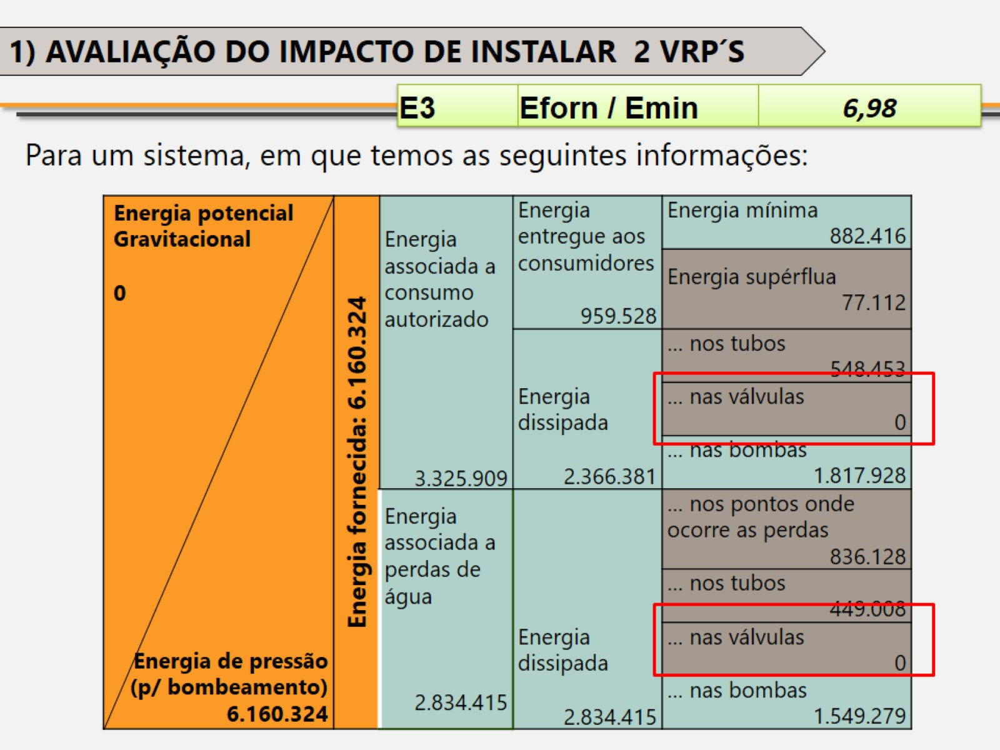 1) AVALIAÇÃO DO IMPACTO DE INSTALAR 2 VRP´S
E3 Eforn / Emin 6,98
Para um sistema, em que temos as seguintes informações:
Energia potencial
Gravitacional
0
Energia de pressão
(p/ bombeamento)
6.160.324
Energia fornecida: 6.160.324
Energia
associada a
consumo
autorizado
3.325.909
Energia
entregue aos
consumidores
959.528
Energia mínima
882.416
Energia supérflua
77.112
Energia
dissipada
2.366.381
... nos tubos
548.453
... nas válvulas
0
... nas bombas
1.817.928
Energia
associada a
perdas de
água
2.834.415
Energia
dissipada
2.834.415
... nos pontos onde
ocorre as perdas
836.128
... nos tubos
449.008
... nas válvulas
0
... nas bombas
1.549.279